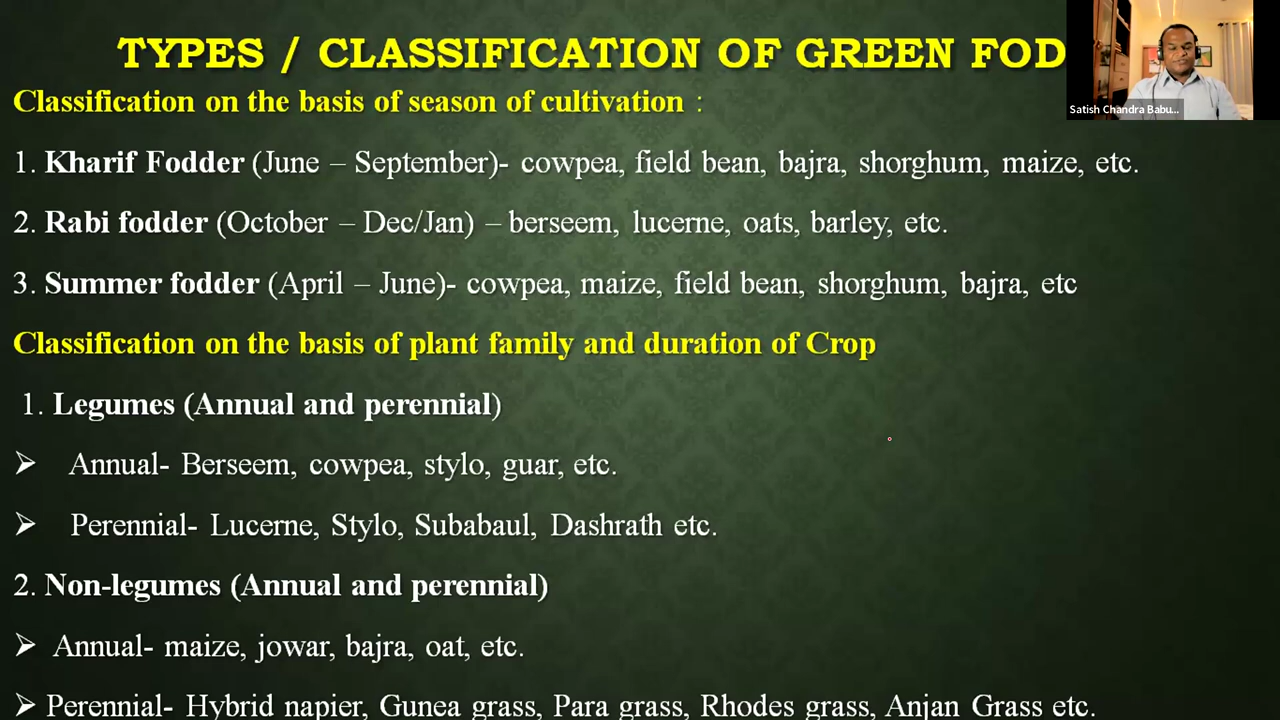 TYPES / CLASSIFICATION OF GREEN FOD
Satish Chandra Babu...
Classification on the basis of season of cultivation :
1. Kharif Fodder (June – September)- cowpea, field bean, bajra, shorghum, maize, etc.
2. Rabi fodder (October – Dec/Jan) – berseem, lucerne, oats, barley, etc.
3. Summer fodder (April – June)- cowpea, maize, field bean, shorghum, bajra, etc
Classification on the basis of plant family and duration of Crop
1. Legumes (Annual and perennial)
➢ Annual- Berseem, cowpea, stylo, guar, etc.
➢ Perennial- Lucerne, Stylo, Subabaul, Dashrath etc.
2. Non-legumes (Annual and perennial)
➢ Annual- maize, jowar, bajra, oat, etc.
➢ Perennial- Hybrid napier, Gunea grass, Para grass, Rhodes grass, Anjan Grass etc.